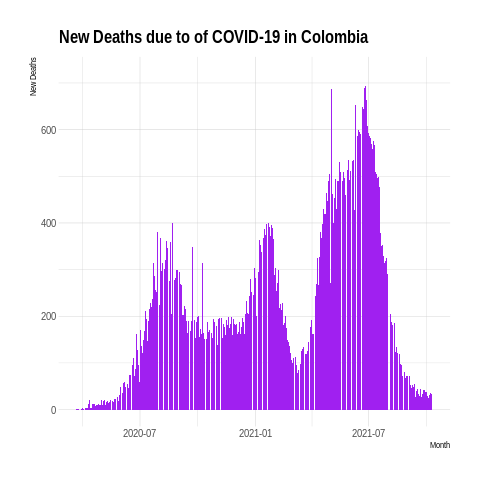 New Deaths due to of COVID-19 in Colombia
New Deaths
600
400
200
0
2020-07
2021-01
2021-07
Month